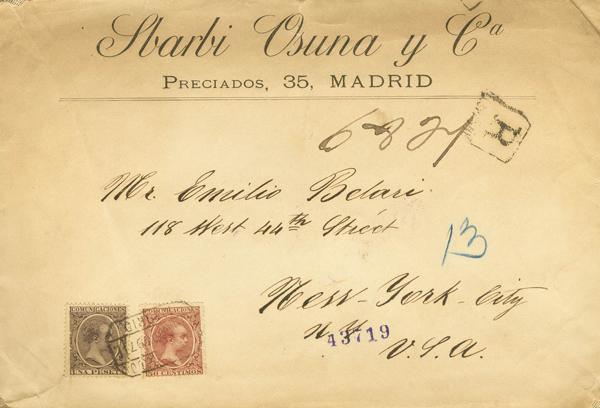 Sbarbi Osuna y Cª
PRECIADOS, 35, MADRID
R
Mr. Emilio Belari.
118 West 44th Street
13
New-York-City
N.Y.
43719
U.S.A.
COMUNICACIONES COMUNICACIONES
UNA PESETA 50 CENTIMOS